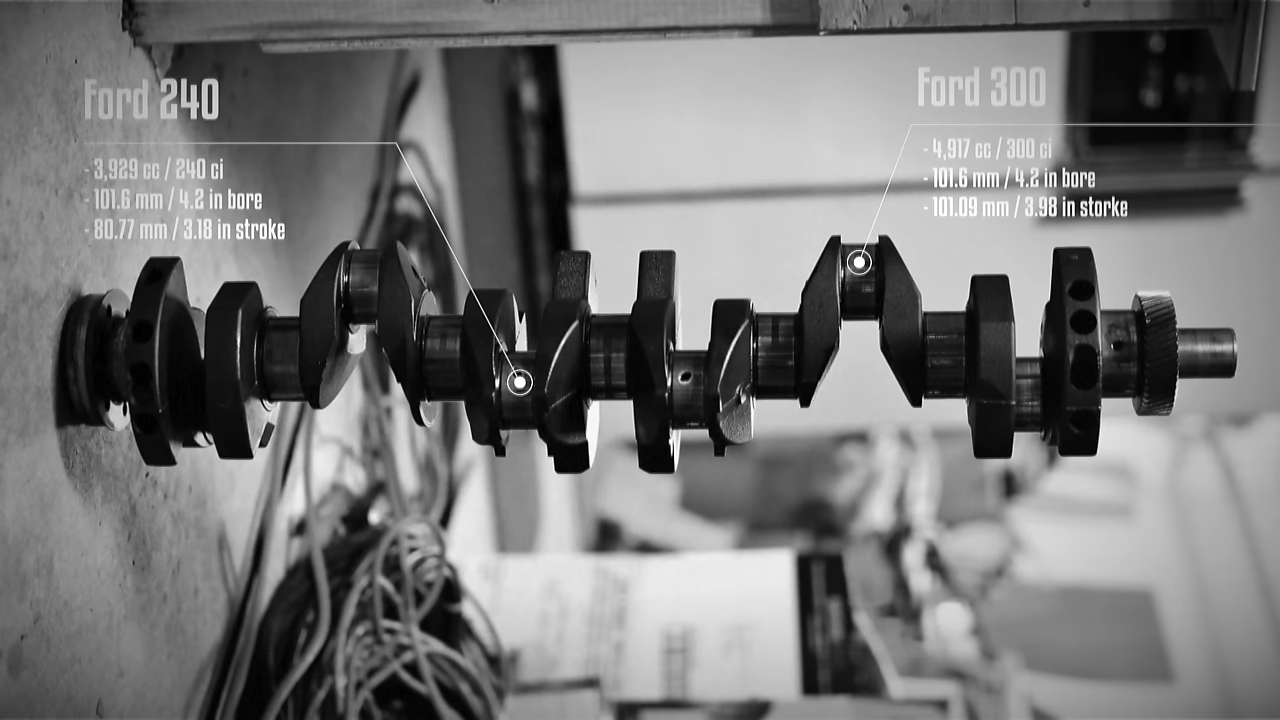 Ford 240
- 3,929 cc / 240 ci
- 101.6 mm / 4.2 in bore
- 80.77 mm / 3.18 in stroke
Ford 300
- 4,917 cc / 300 ci
- 101.6 mm / 4.2 in bore
- 101.09 mm / 3.98 in storke